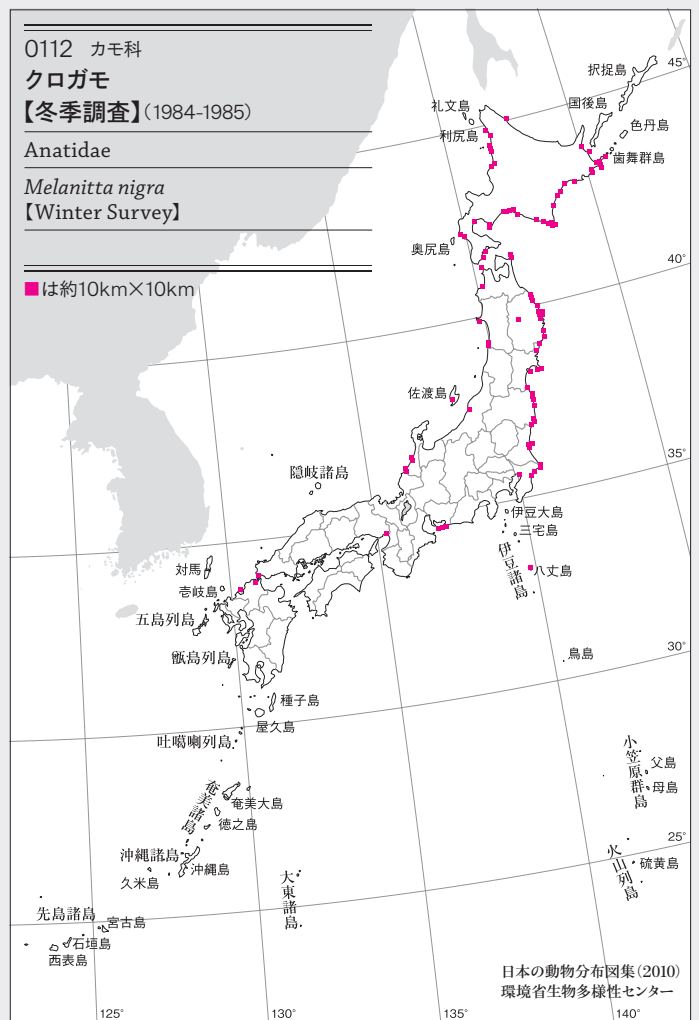 0112 カモ科
クロガモ
【冬季調査】(1984-1985)
Anatidae
Melanitta nigra
【Winter Survey】
■は約10km×10km
45°
択捉島
礼文島
国後島
色丹島
利尻島
歯舞群島
奥尻島
40°
佐渡島
35°
隠岐諸島
伊豆大島
三宅島
伊豆諸島
八丈島
対馬
壱岐島
五島列島
30°
鳥島
甑島列島
種子島
屋久島
吐噶喇列島
小笠原群島
父島
母島
奄美諸島
奄美大島
徳之島
25°
沖縄諸島
沖縄島
久米島
火山列島
硫黄島
大東諸島
先島諸島
宮古島
石垣島
西表島
日本の動物分布図集(2010)
環境省生物多様性センター
125°
130°
135°
140°